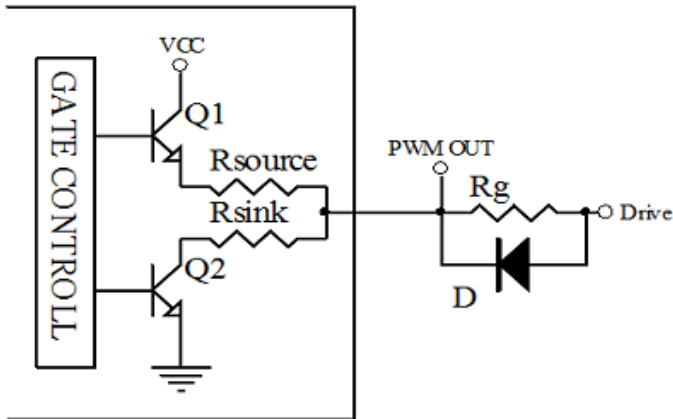 VCC
GATE CONTROLL
Q1
Rsource
Rsink
Q2
PWM OUT
Rg
Drive
D